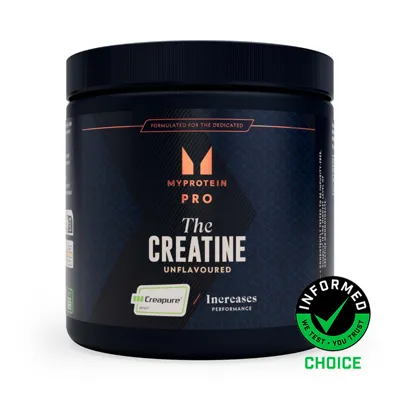 FORMULATED FOR THE DEDICATED
MYPROTEIN
PRO
The
CREATINE
UNFLAVOURED
Creapure®
Increases
PERFORMANCE
INFORMED
WE TEST • YOU TRUST
CHOICE